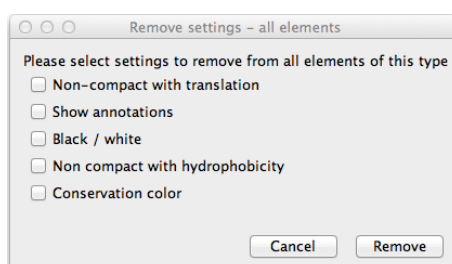 Remove settings – all elements
Please select settings to remove from all elements of this type
Non-compact with translation
Show annotations
Black / white
Non compact with hydrophobicity
Conservation color
Cancel Remove